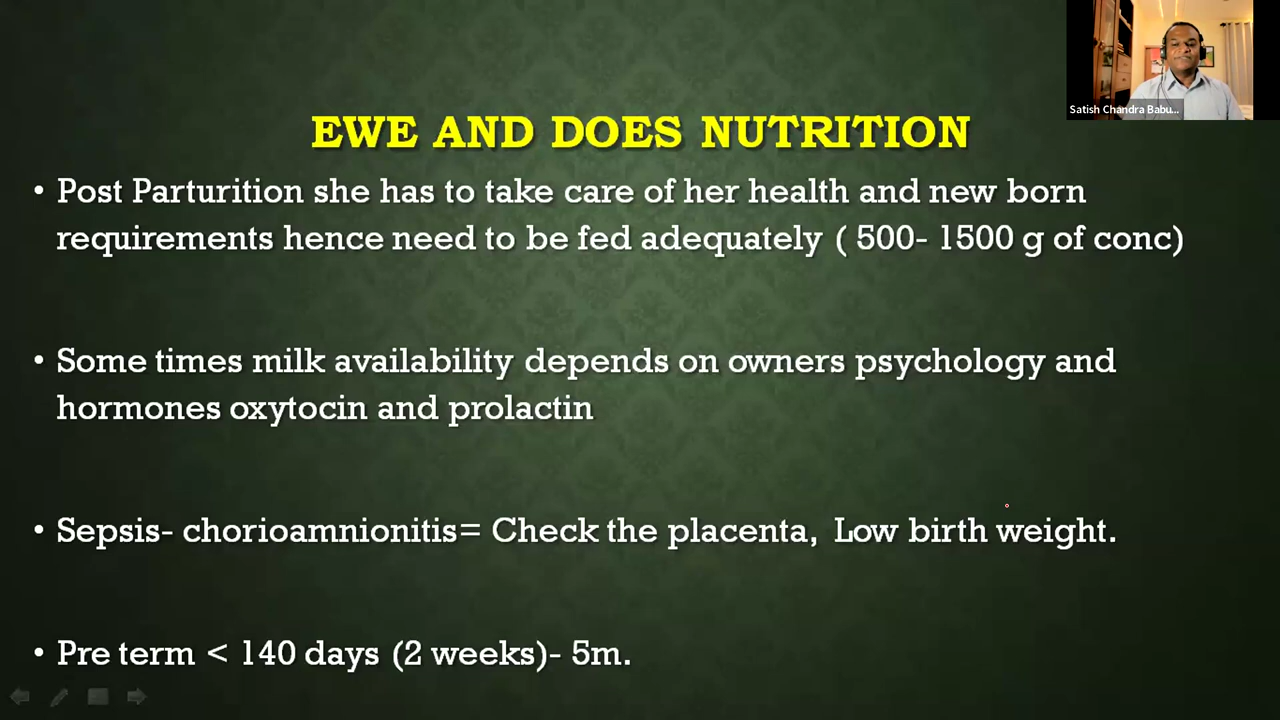 Satish Chandra Babu...
EWE AND DOES NUTRITION
• Post Parturition she has to take care of her health and new born
requirements hence need to be fed adequately ( 500- 1500 g of conc)
• Some times milk availability depends on owners psychology and
hormones oxytocin and prolactin
• Sepsis- chorioamnionitis= Check the placenta, Low birth weight.
• Pre term < 140 days (2 weeks)- 5m.